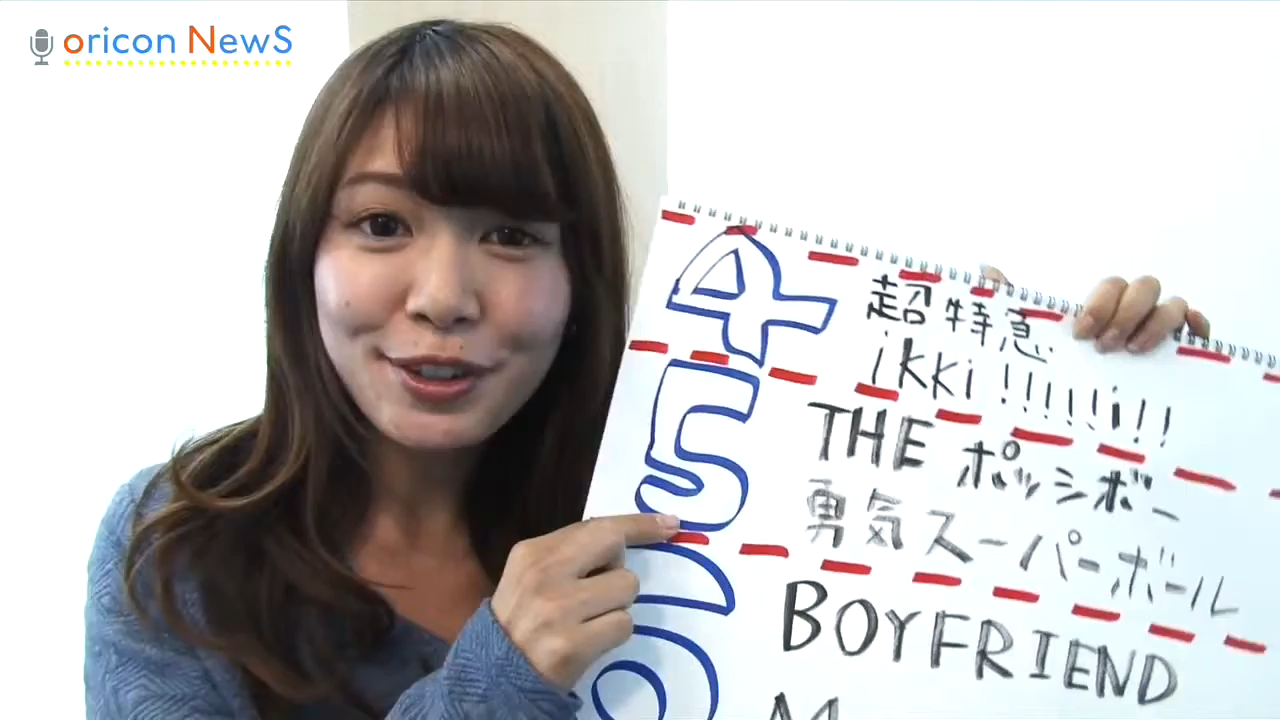 oricon NewS
4
超特急
ikki!!!!!i!!
5
THE ポッシボー
勇気スーパーボール
BOYFRIEND